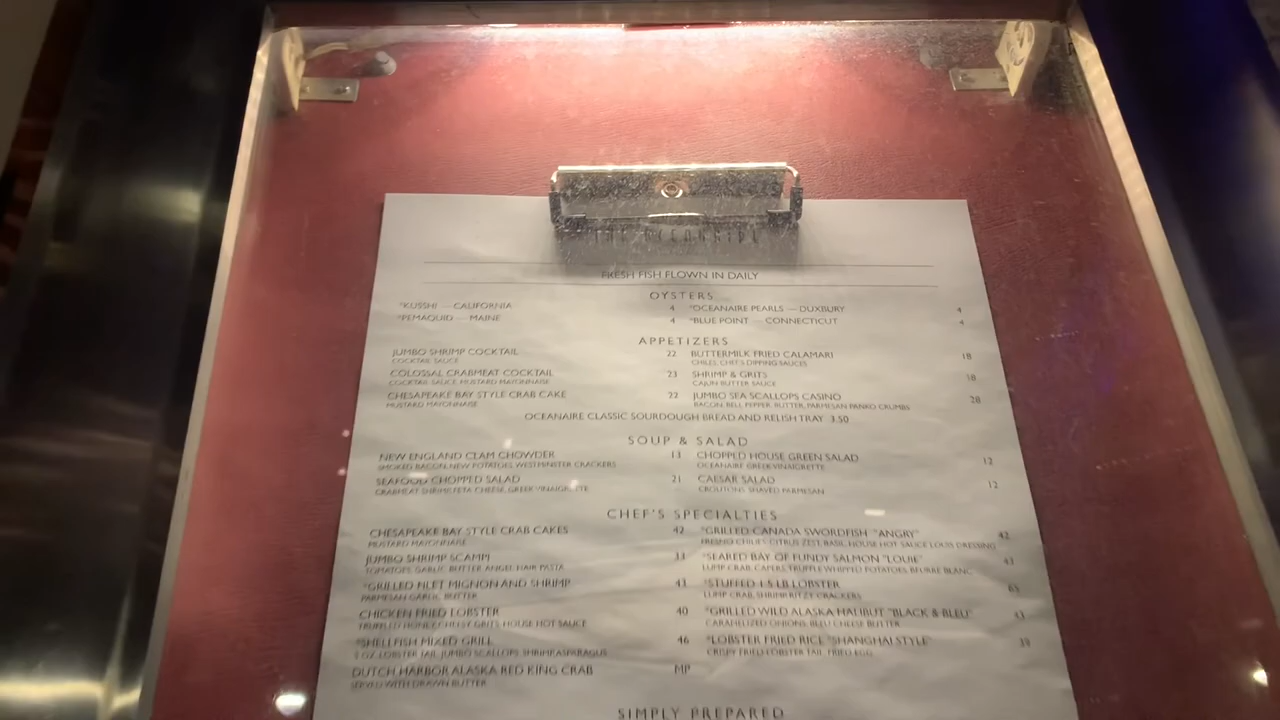 THE OCEANAIRE
FRESH FISH FLOWN IN DAILY
OYSTERS
*KUSSHI — CALIFORNIA 4 *OCEANAIRE PEARLS — DUXBURY 4
*PEMAQUID — MAINE 4 *BLUE POINT — CONNECTICUT 4
APPETIZERS
JUMBO SHRIMP COCKTAIL 22 BUTTERMILK FRIED CALAMARI 18
COCKTAIL SAUCE CHILES, CHEF'S DIPPING SAUCES
COLOSSAL CRABMEAT COCKTAIL 23 SHRIMP & GRITS 18
COCKTAIL SAUCE, MUSTARD MAYONNAISE CAJUN BUTTER SAUCE
CHESAPEAKE BAY STYLE CRAB CAKE 22 JUMBO SEA SCALLOPS CASINO 28
MUSTARD MAYONNAISE BACON, BELL PEPPER, BUTTER, PARMESAN PANKO CRUMBS
OCEANAIRE CLASSIC SOURDOUGH BREAD AND RELISH TRAY 3.50
SOUP & SALAD
NEW ENGLAND CLAM CHOWDER 13 CHOPPED HOUSE GREEN SALAD 12
SMOKED BACON, NEW POTATOES, WESTMINSTER CRACKERS OCEANAIRE GREEK VINAIGRETTE
SEAFOOD CHOPPED SALAD 21 CAESAR SALAD 12
CRABMEAT, SHRIMP, FETA CHEESE, GREEK VINAIGRETTE CROUTONS, SHAVED PARMESAN
CHEF'S SPECIALTIES
CHESAPEAKE BAY STYLE CRAB CAKES 42 *GRILLED CANADA SWORDFISH "ANGRY" 42
MUSTARD MAYONNAISE FRESNO CHILIES, CITRUS ZEST, BASIL, HOUSE HOT SAUCE LOUIS DRESSING
JUMBO SHRIMP SCAMPI 33 *SEARED BAY OF FUNDY SALMON "LOUIE" 43
TOMATOES, GARLIC BUTTER, ANGEL HAIR PASTA LUMP CRAB, CAPERS, TRUFFLE WHIPPED POTATOES, BEURRE BLANC
*GRILLED FILET MIGNON AND SHRIMP 43 *STUFFED 1.5 LB LOBSTER
PARMESAN GARLIC BUTTER LUMP CRAB, SHRIMP, RITZ CRACKERS
CHICKEN FRIED LOBSTER 40 *GRILLED WILD ALASKA HALIBUT "BLACK & BLEU" 43
TRUFFLED HONEY, CHEESY GRITS, HOUSE HOT SAUCE CARAMELIZED ONIONS, BLEU CHEESE BUTTER
*SHELLFISH MIXED GRILL 46 *LOBSTER FRIED RICE "SHANGHAI STYLE" 39
5 OZ. LOBSTER TAIL, JUMBO SCALLOPS, SHRIMP, ASPARAGUS CRISPY FRIED LOBSTER TAIL, FRIED EGG
DUTCH HARBOR ALASKA RED KING CRAB MP
SERVED WITH DRAWN BUTTER
SIMPLY PREPARED